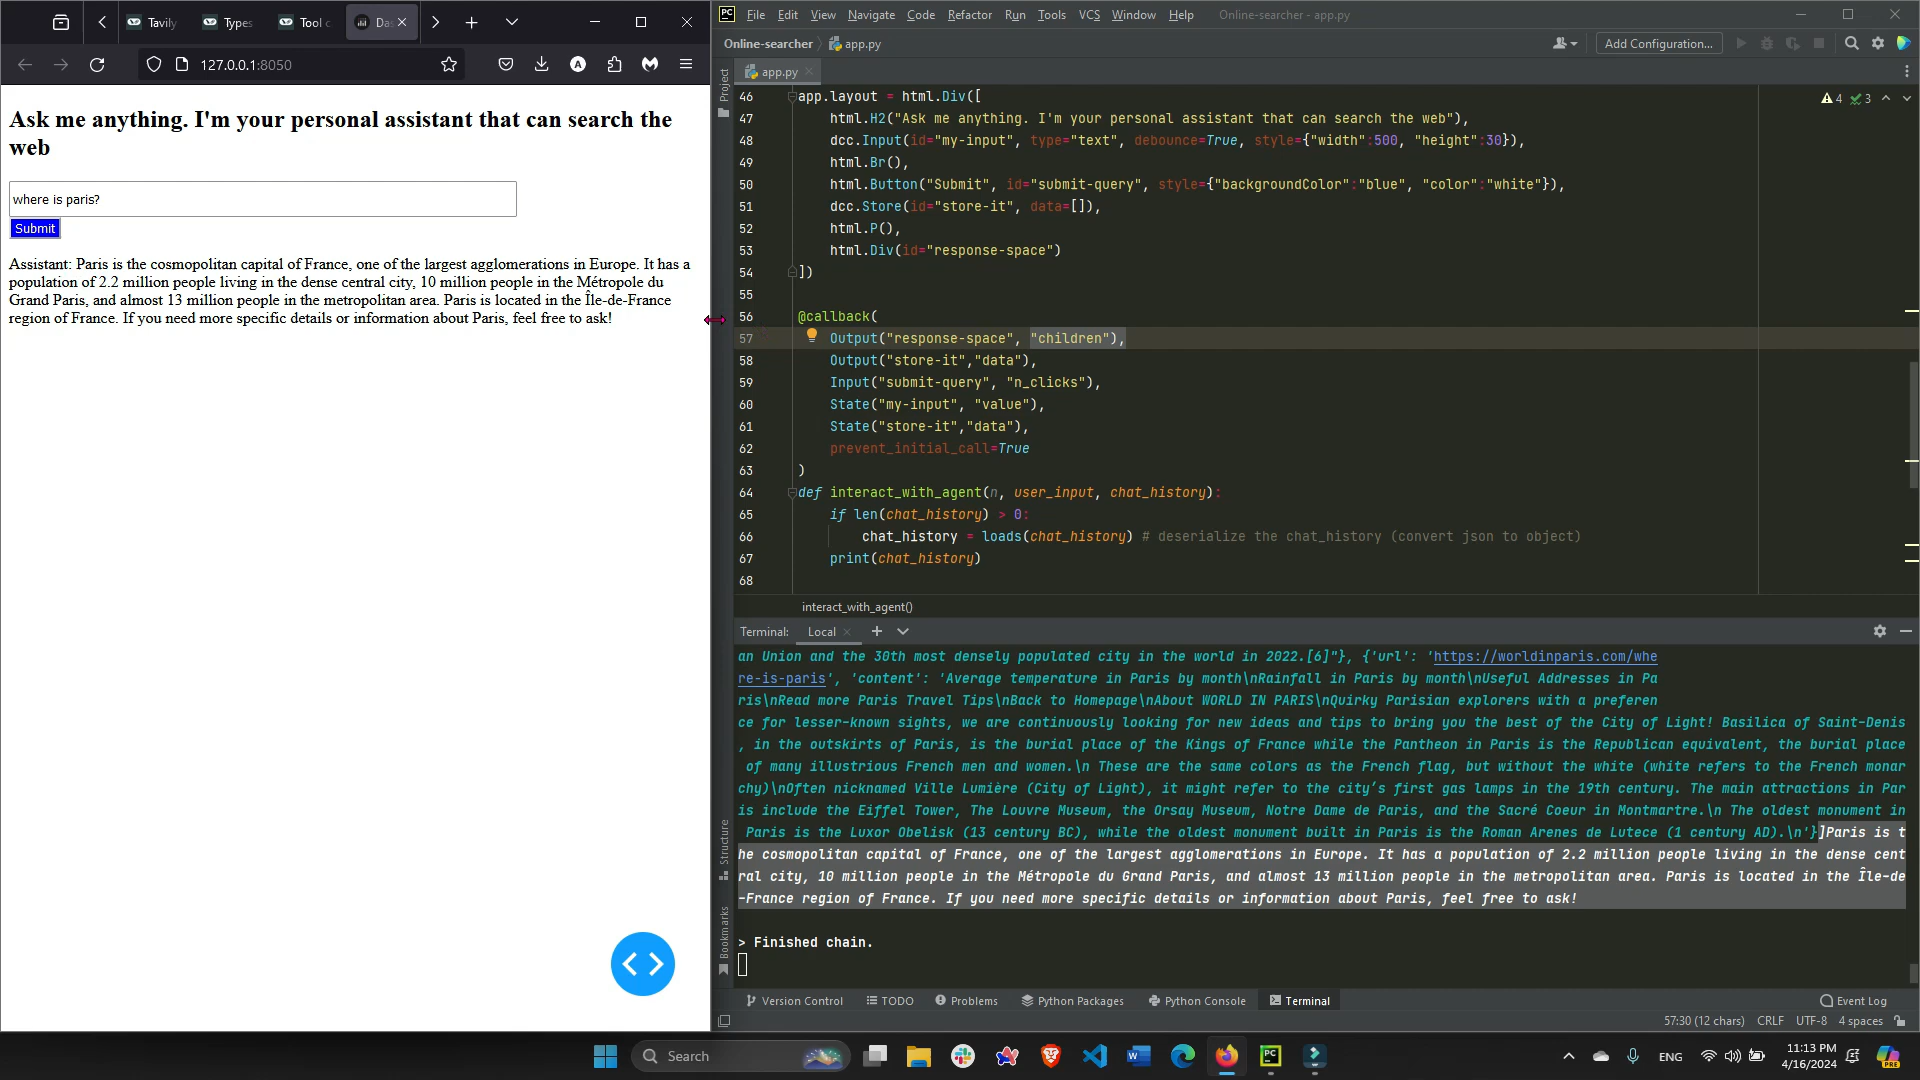 Tavily
Types
Tool c
Da
127.0.0.1:8050
Ask me anything. I'm your personal assistant that can search the
web
where is paris?
Submit
Assistant: Paris is the cosmopolitan capital of France, one of the largest agglomerations in Europe. It has a
population of 2.2 million people living in the dense central city, 10 million people in the Métropole du
Grand Paris, and almost 13 million people in the metropolitan area. Paris is located in the Île-de-France
region of France. If you need more specific details or information about Paris, feel free to ask!
PC File Edit View Navigate Code Refactor Run Tools VCS Window Help Online-searcher - app.py
Online-searcher app.py Add Configuration...
Project
app.py
4 3
46 app.layout = html.Div([
47 html.H2("Ask me anything. I'm your personal assistant that can search the web"),
48 dcc.Input(id="my-input", type="text", debounce=True, style={"width":500, "height":30}),
49 html.Br(),
50 html.Button("Submit", id="submit-query", style={"backgroundColor":"blue", "color":"white"}),
51 dcc.Store(id="store-it", data=[]),
52 html.P(),
53 html.Div(id="response-space")
54 ])
55
56 @callback(
57 Output("response-space", "children"),
58 Output("store-it","data"),
59 Input("submit-query", "n_clicks"),
60 State("my-input", "value"),
61 State("store-it","data"),
62 prevent_initial_call=True
63 )
64 def interact_with_agent(n, user_input, chat_history):
65 if len(chat_history) > 0:
66 chat_history = loads(chat_history) # deserialize the chat_history (convert json to object)
67 print(chat_history)
68
interact_with_agent()
Terminal: Local
an Union and the 30th most densely populated city in the world in 2022.[6]"}, {'url': 'https://worldinparis.com/whe
re-is-paris', 'content': 'Average temperature in Paris by month\nRainfall in Paris by month\nUseful Addresses in Pa
ris\nRead more Paris Travel Tips\nBack to Homepage\nAbout WORLD IN PARIS\nQuirky Parisian explorers with a preferen
ce for lesser-known sights, we are continuously looking for new ideas and tips to bring you the best of the City of Light! Basilica of Saint-Denis
, in the outskirts of Paris, is the burial place of the Kings of France while the Pantheon in Paris is the Republican equivalent, the burial place
of many illustrious French men and women.\n These are the same colors as the French flag, but without the white (white refers to the French monar
chy)\nOften nicknamed Ville Lumière (City of Light), it might refer to the city's first gas lamps in the 19th century. The main attractions in Par
is include the Eiffel Tower, The Louvre Museum, the Orsay Museum, Notre Dame de Paris, and the Sacré Coeur in Montmartre.\n The oldest monument in
Paris is the Luxor Obelisk (13 century BC), while the oldest monument built in Paris is the Roman Arenes de Lutece (1 century AD).\n'}]Paris is t
he cosmopolitan capital of France, one of the largest agglomerations in Europe. It has a population of 2.2 million people living in the dense cent
ral city, 10 million people in the Métropole du Grand Paris, and almost 13 million people in the metropolitan area. Paris is located in the Île-de
-France region of France. If you need more specific details or information about Paris, feel free to ask!
> Finished chain.
Structure
Bookmarks
Version Control TODO Problems Python Packages Python Console Terminal Event Log
57:30 (12 chars) CRLF UTF-8 4 spaces
Search
ENG
11:13 PM
4/16/2024